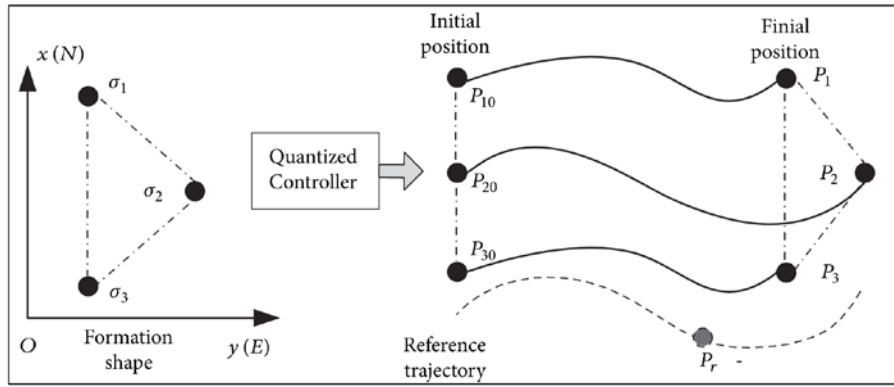 x (N)
σ1
σ2
σ3
O
Formation
shape
y (E)
Quantized
Controller
Initial
position
P10
P20
P30
Reference
trajectory
Finial
position
P1
P2
P3
Pr